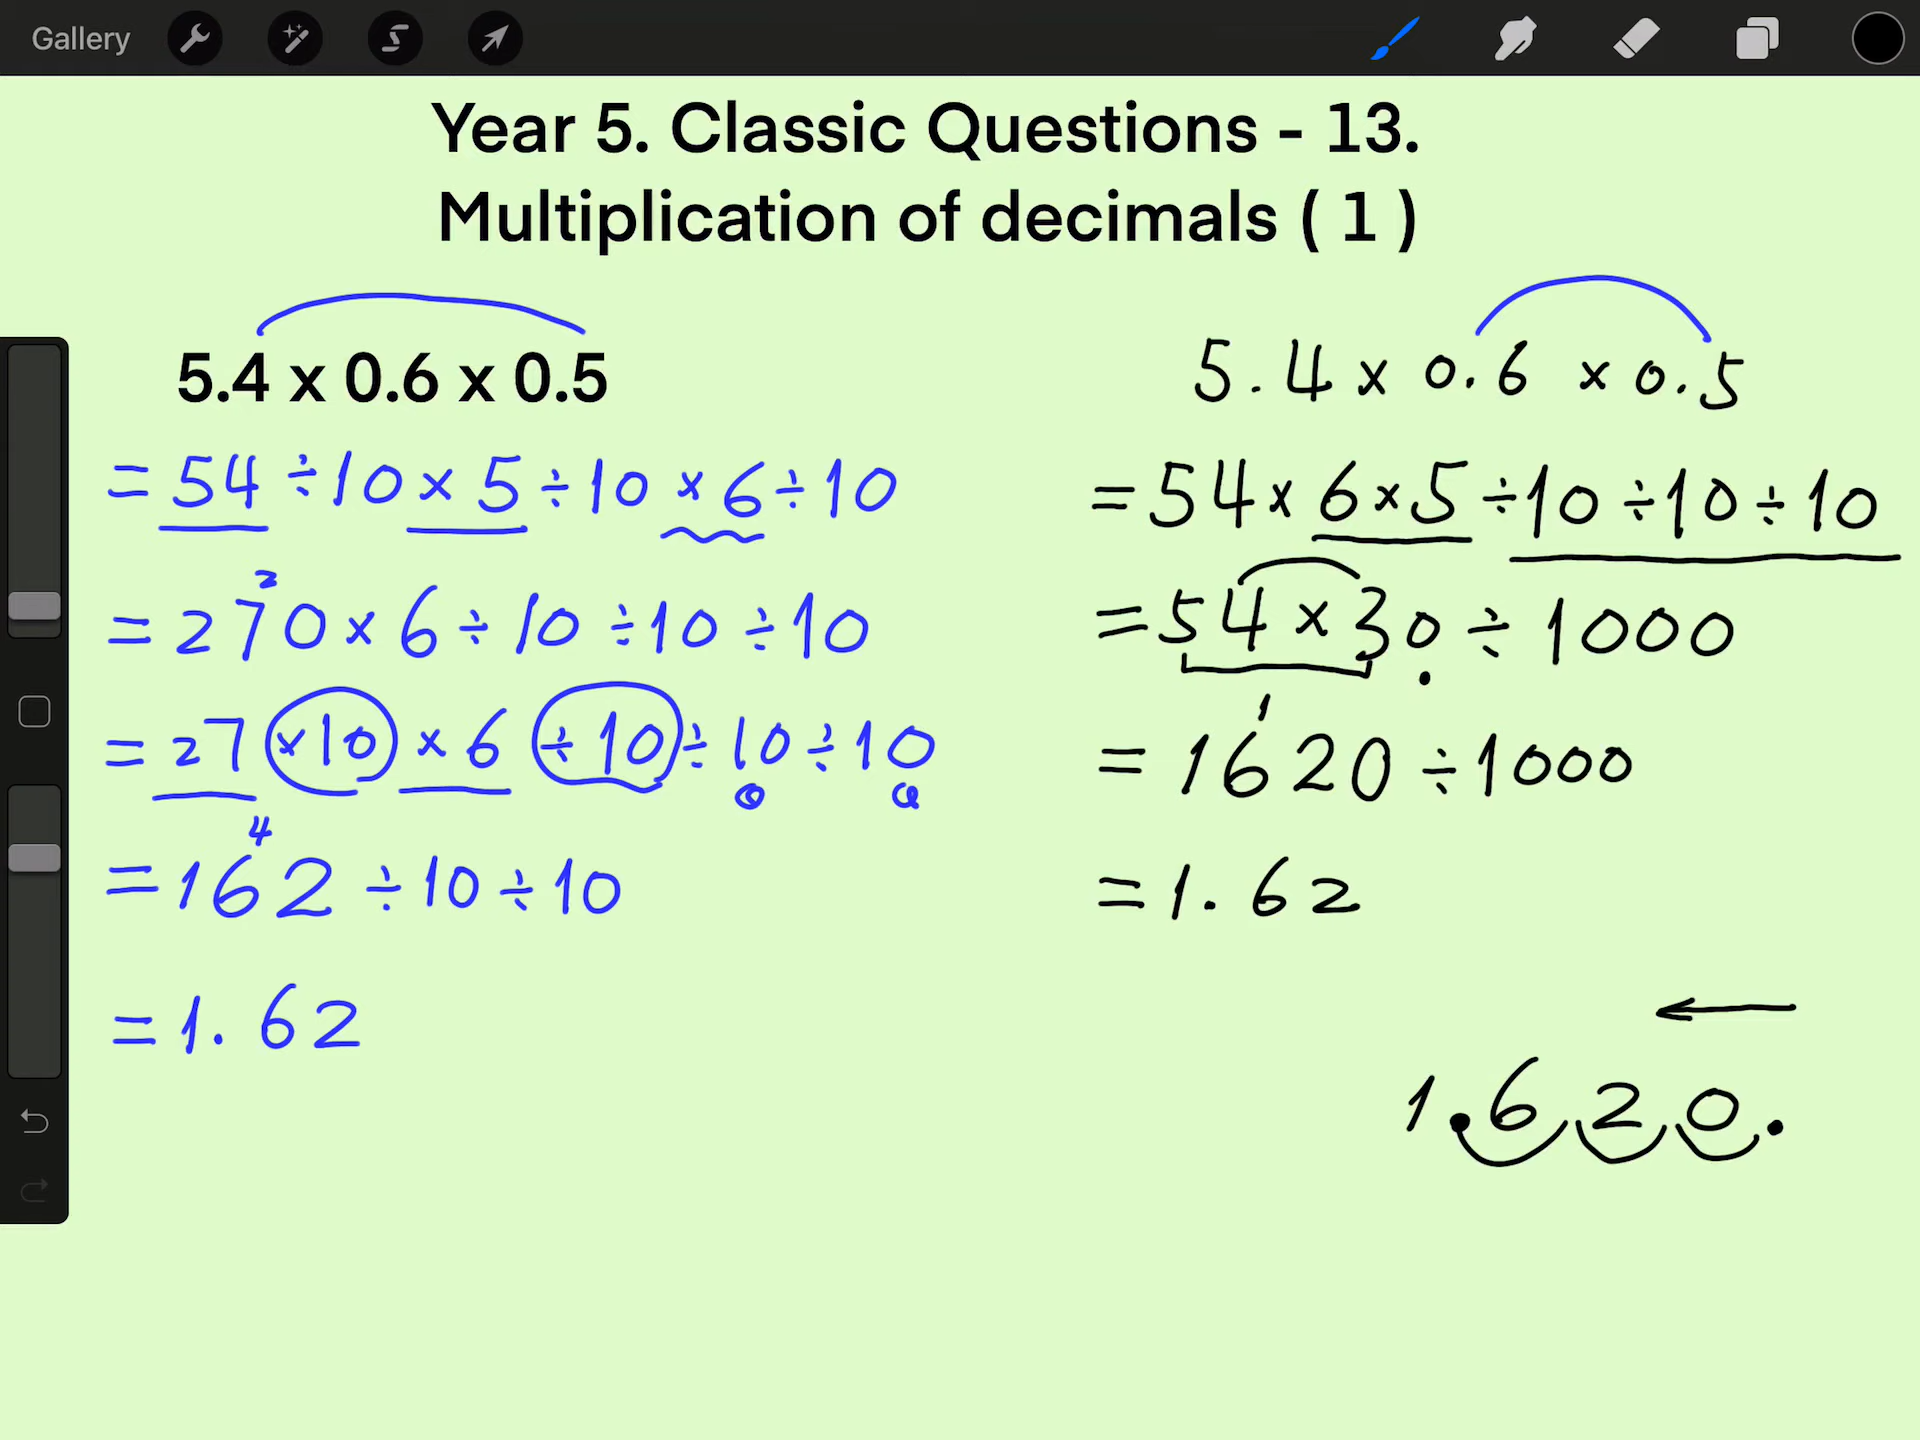 Gallery
Year 5. Classic Questions - 13.
Multiplication of decimals ( 1 )
5.4 x 0.6 x 0.5
= 54 ÷ 10 × 5 ÷ 10 × 6 ÷ 10
2
= 270 × 6 ÷ 10 ÷ 10 ÷ 10
= 27 × 10 × 6 ÷ 10 ÷ 10 ÷ 10
4
= 162 ÷ 10 ÷ 10
= 1.62
5.4 × 0.6 × 0.5
= 54 × 6 × 5 ÷ 10 ÷ 10 ÷ 10
= 54 × 30 ÷ 1000
1
= 1620 ÷ 1000
= 1.62
1.620.